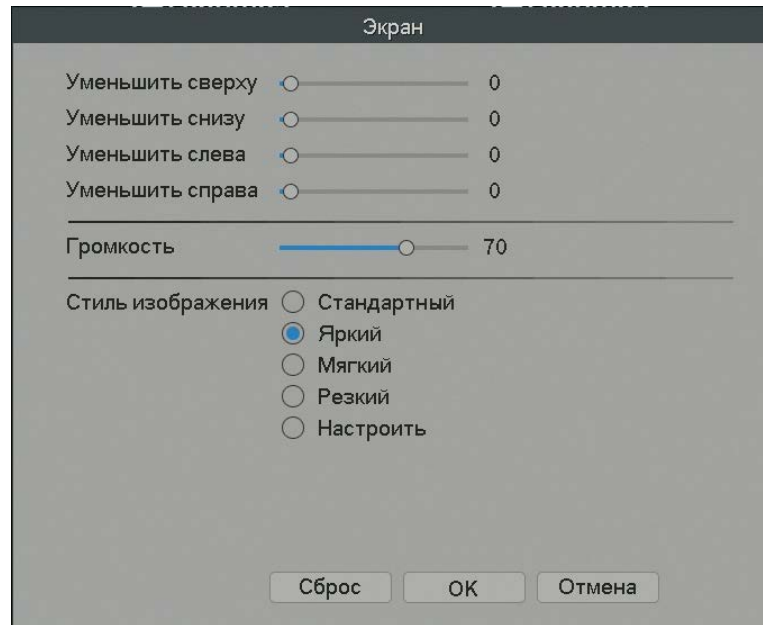 Экран
Уменьшить сверху 0
Уменьшить снизу 0
Уменьшить слева 0
Уменьшить справа 0
Громкость 70
Стиль изображения Стандартный
Яркий
Мягкий
Резкий
Настроить
Сброс OK Отмена